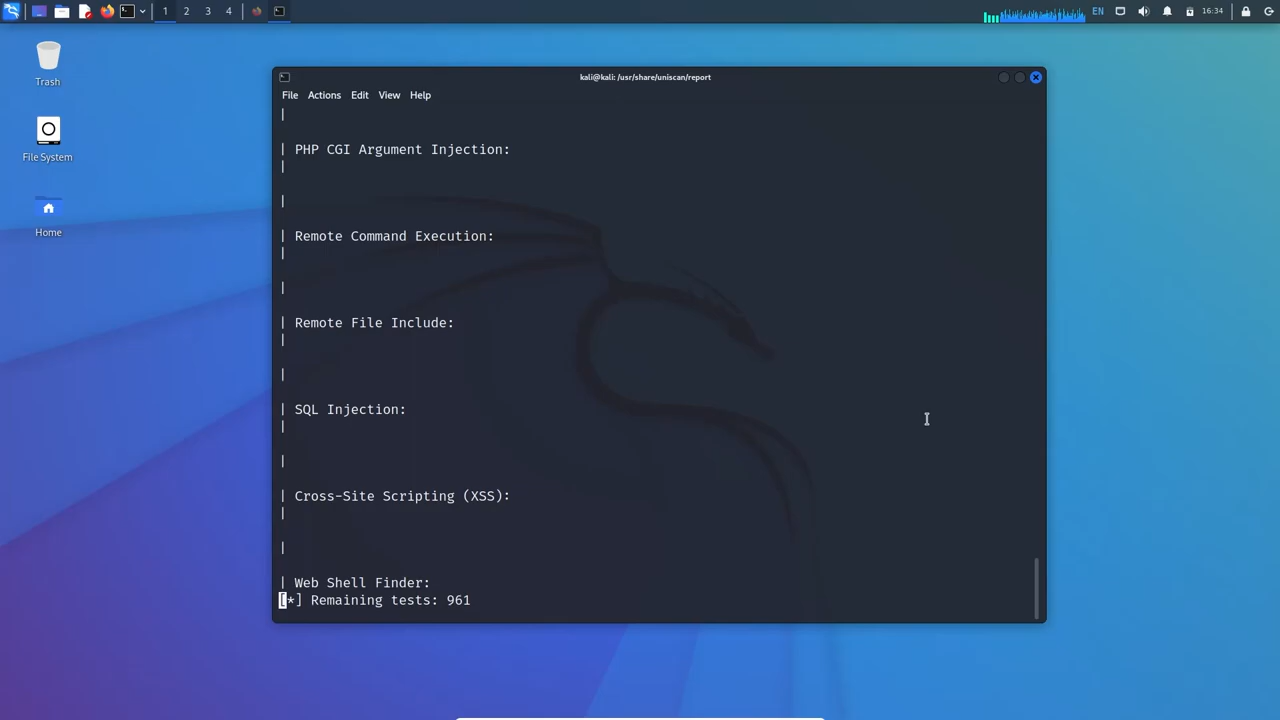 1 2 3 4
EN
16:34
Trash
File System
Home
kali@kali: /usr/share/uniscan/report
File Actions Edit View Help
|
| PHP CGI Argument Injection:
|
|
| Remote Command Execution:
|
|
| Remote File Include:
|
|
| SQL Injection:
|
|
| Cross-Site Scripting (XSS):
|
|
| Web Shell Finder:
[*] Remaining tests: 961